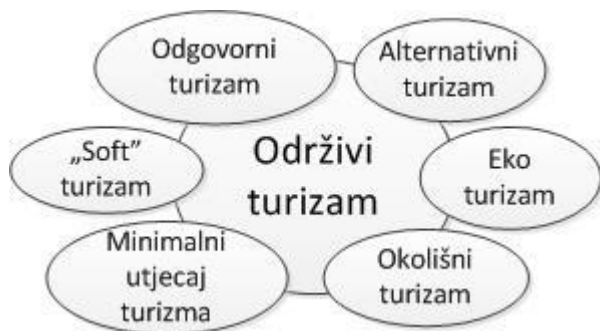 Odgovorni
turizam
Alternativni
turizam
„Soft”
turizam
Održivi
turizam
Eko
turizam
Minimalni
utjecaj
turizma
Okolišni
turizam